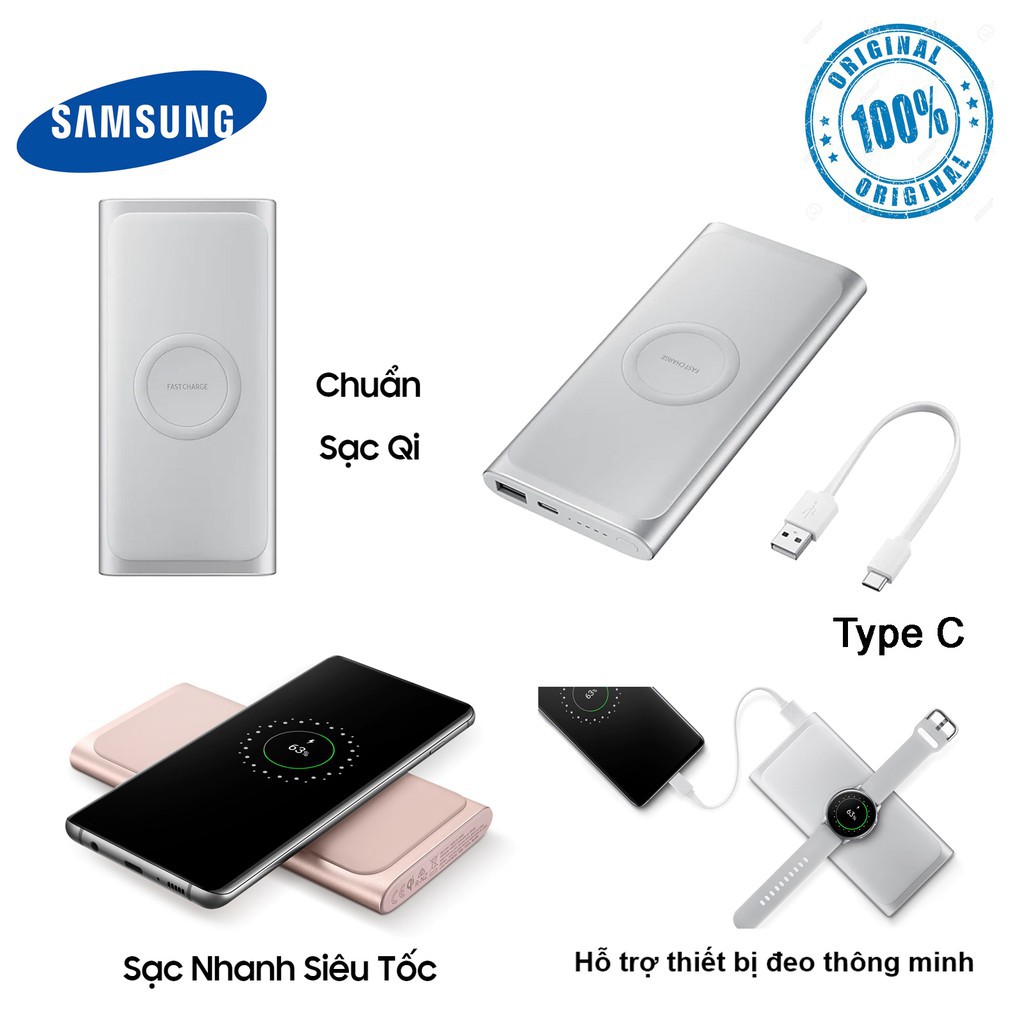 SAMSUNG
ORIGINAL
100%
ORIGINAL
FAST CHARGE
Chuẩn
Sạc Qi
FAST CHARGE
Type C
63%
63%
63%
Sạc Nhanh Siêu Tốc
Hỗ trợ thiết bị đeo thông minh